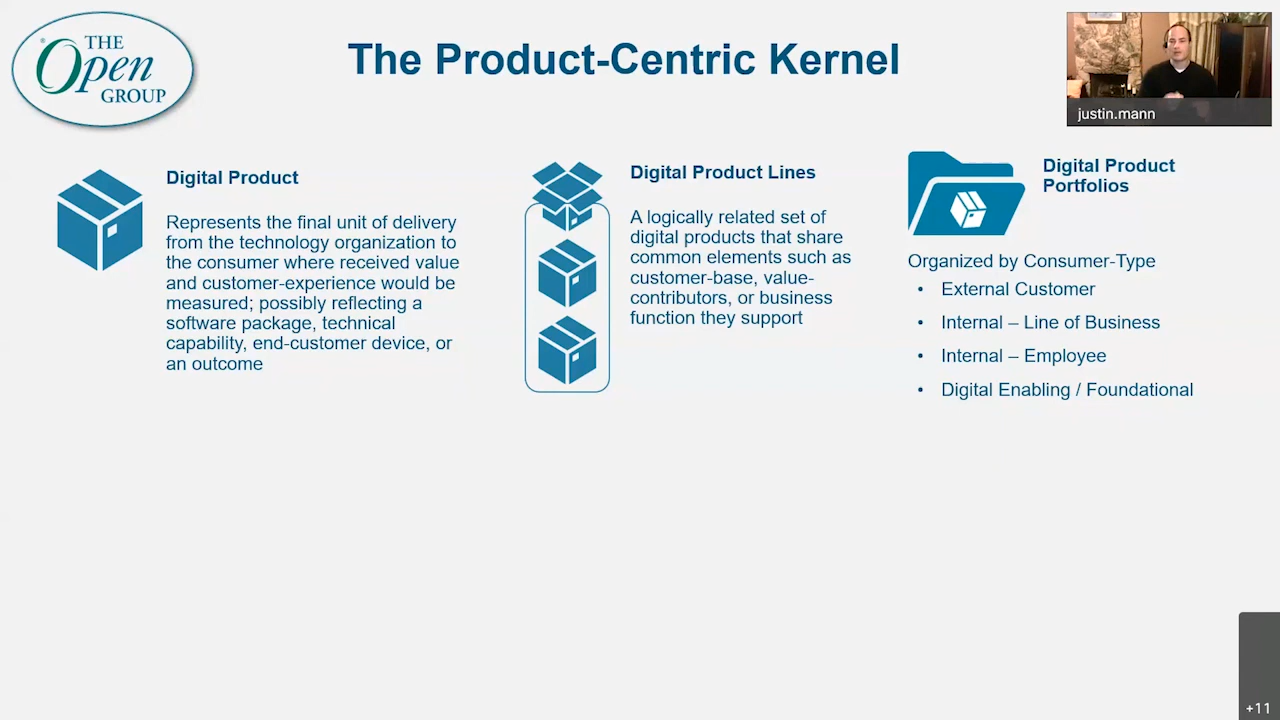 THE
Open
GROUP
®
The Product-Centric Kernel
justin.mann
Digital Product
Represents the final unit of delivery
from the technology organization to
the consumer where received value
and customer-experience would be
measured; possibly reflecting a
software package, technical
capability, end-customer device, or
an outcome
Digital Product Lines
A logically related set of
digital products that share
common elements such as
customer-base, value-
contributors, or business
function they support
Digital Product
Portfolios
Organized by Consumer-Type
• External Customer
• Internal – Line of Business
• Internal – Employee
• Digital Enabling / Foundational
+11